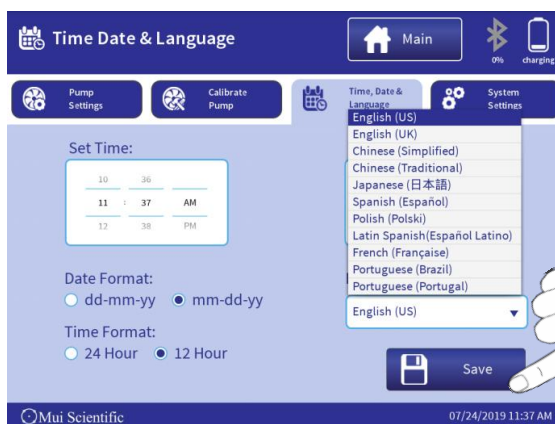 Time Date & Language
Main
0%
charging
Pump
Settings
Calibrate
Pump
Time, Date &
Language
System
Settings
Set Time:
10 36
11 : 37 AM
12 38 PM
English (US)
English (UK)
Chinese (Simplified)
Chinese (Traditional)
Japanese (日本語)
Spanish (Español)
Polish (Polski)
Latin Spanish(Español Latino)
French (Française)
Portuguese (Brazil)
Portuguese (Portugal)
English (US)
Date Format:
dd-mm-yy mm-dd-yy
Time Format:
24 Hour 12 Hour
Save
Mui Scientific
07/24/2019 11:37 AM